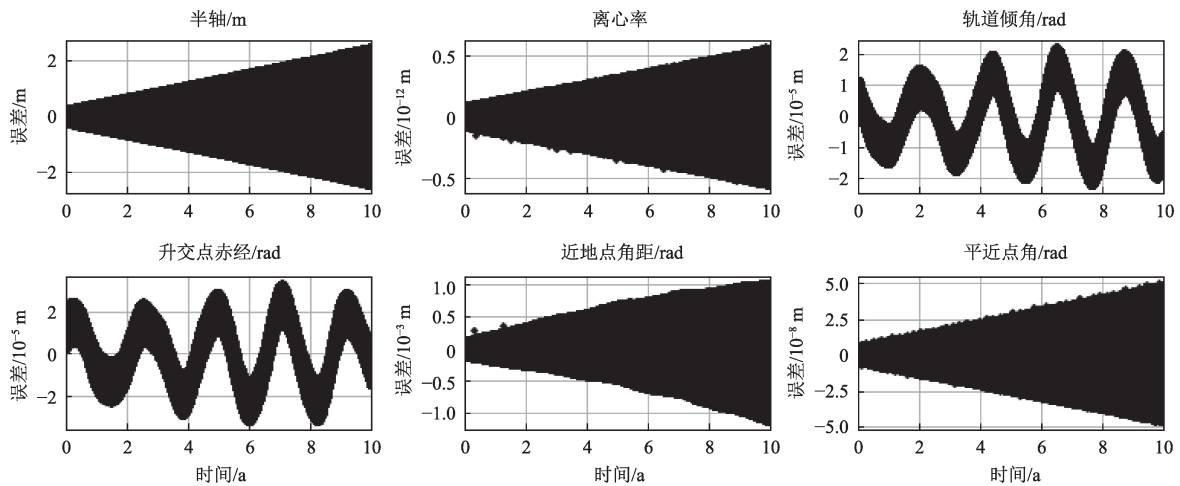 半轴/m
离心率
轨道倾角/rad
误差/m
2
0
−2
0 2 4 6 8 10
误差/10⁻¹² m
0.5
0
−0.5
0 2 4 6 8 10
误差/10⁻⁵ m
2
1
0
−1
−2
0 2 4 6 8 10
升交点赤经/rad
近地点角距/rad
平近点角/rad
误差/10⁻⁵ m
2
0
−2
0 2 4 6 8 10
时间/a
误差/10⁻³ m
1.0
0.5
0
−0.5
−1.0
0 2 4 6 8 10
时间/a
误差/10⁻⁸ m
5.0
2.5
0
−2.5
−5.0
0 2 4 6 8 10
时间/a